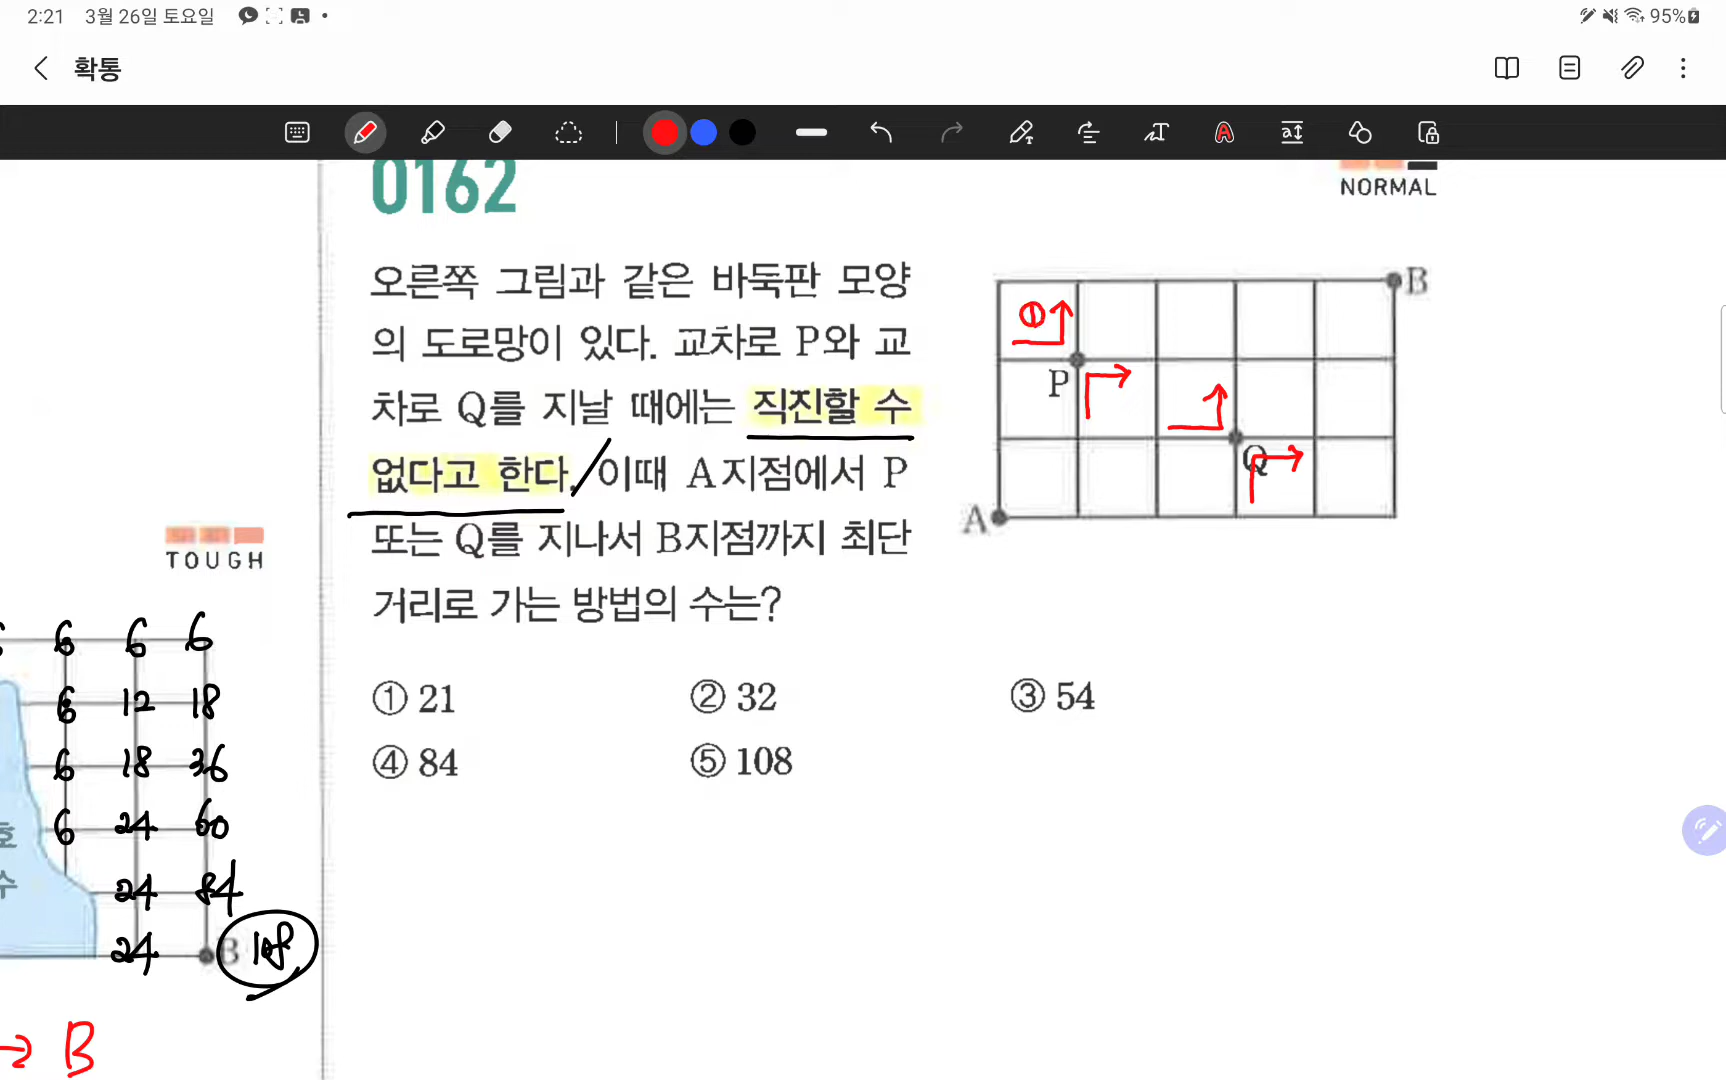 2:21 3월 26일 토요일
95%
확통
0162
NORMAL
오른쪽 그림과 같은 바둑판 모양
의 도로망이 있다. 교차로 P와 교
차로 Q를 지날 때에는 직진할 수
없다고 한다. 이때 A지점에서 P
또는 Q를 지나서 B지점까지 최단
거리로 가는 방법의 수는?
① 21
② 32
③ 54
④ 84
⑤ 108
B
①
P
Q
A
TOUGH
6 6 6
6 12 18
6 18 36
6 24 60
24 84
24 B 108
호
수
→ B